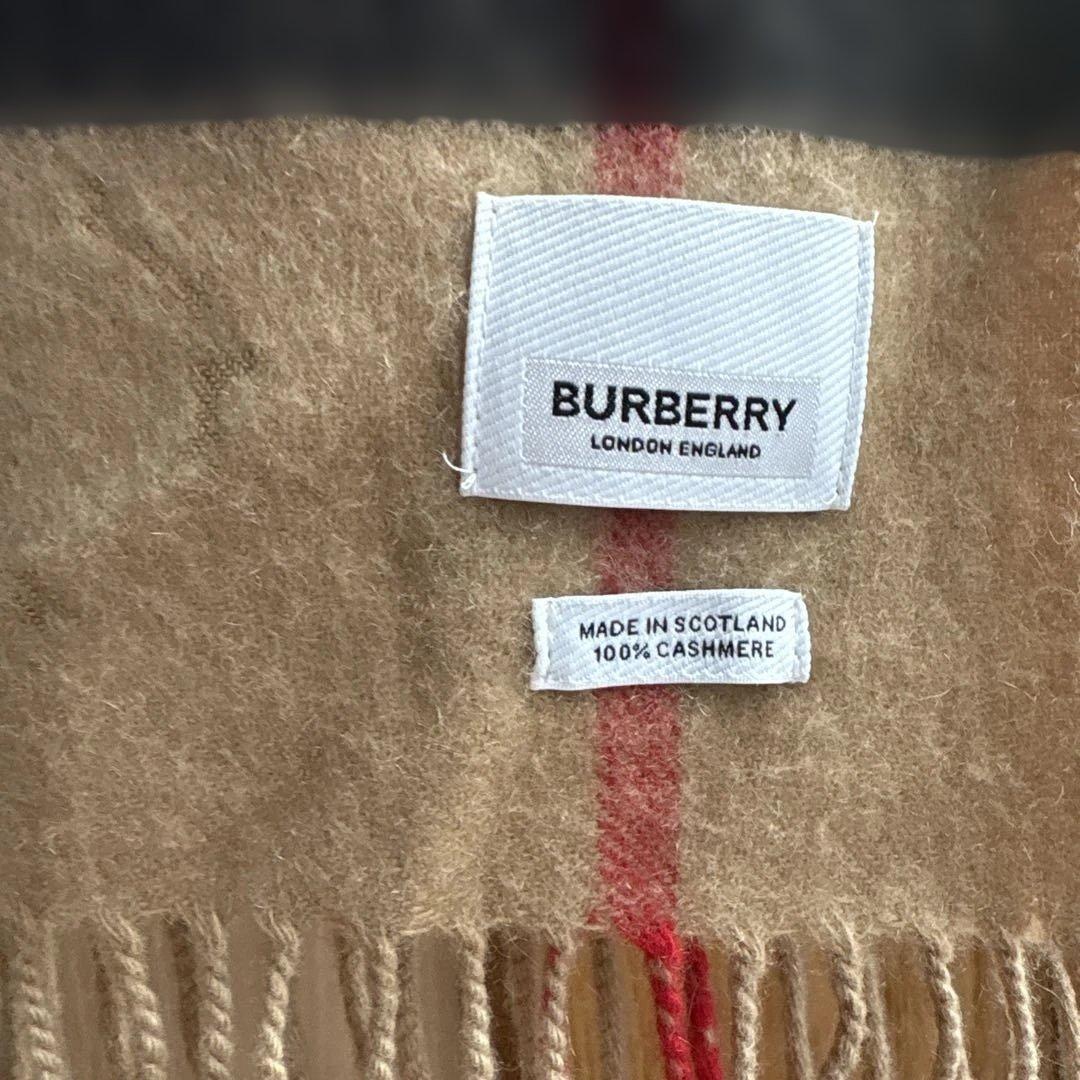 BURBERRY
LONDON ENGLAND
MADE IN SCOTLAND
100% CASHMERE